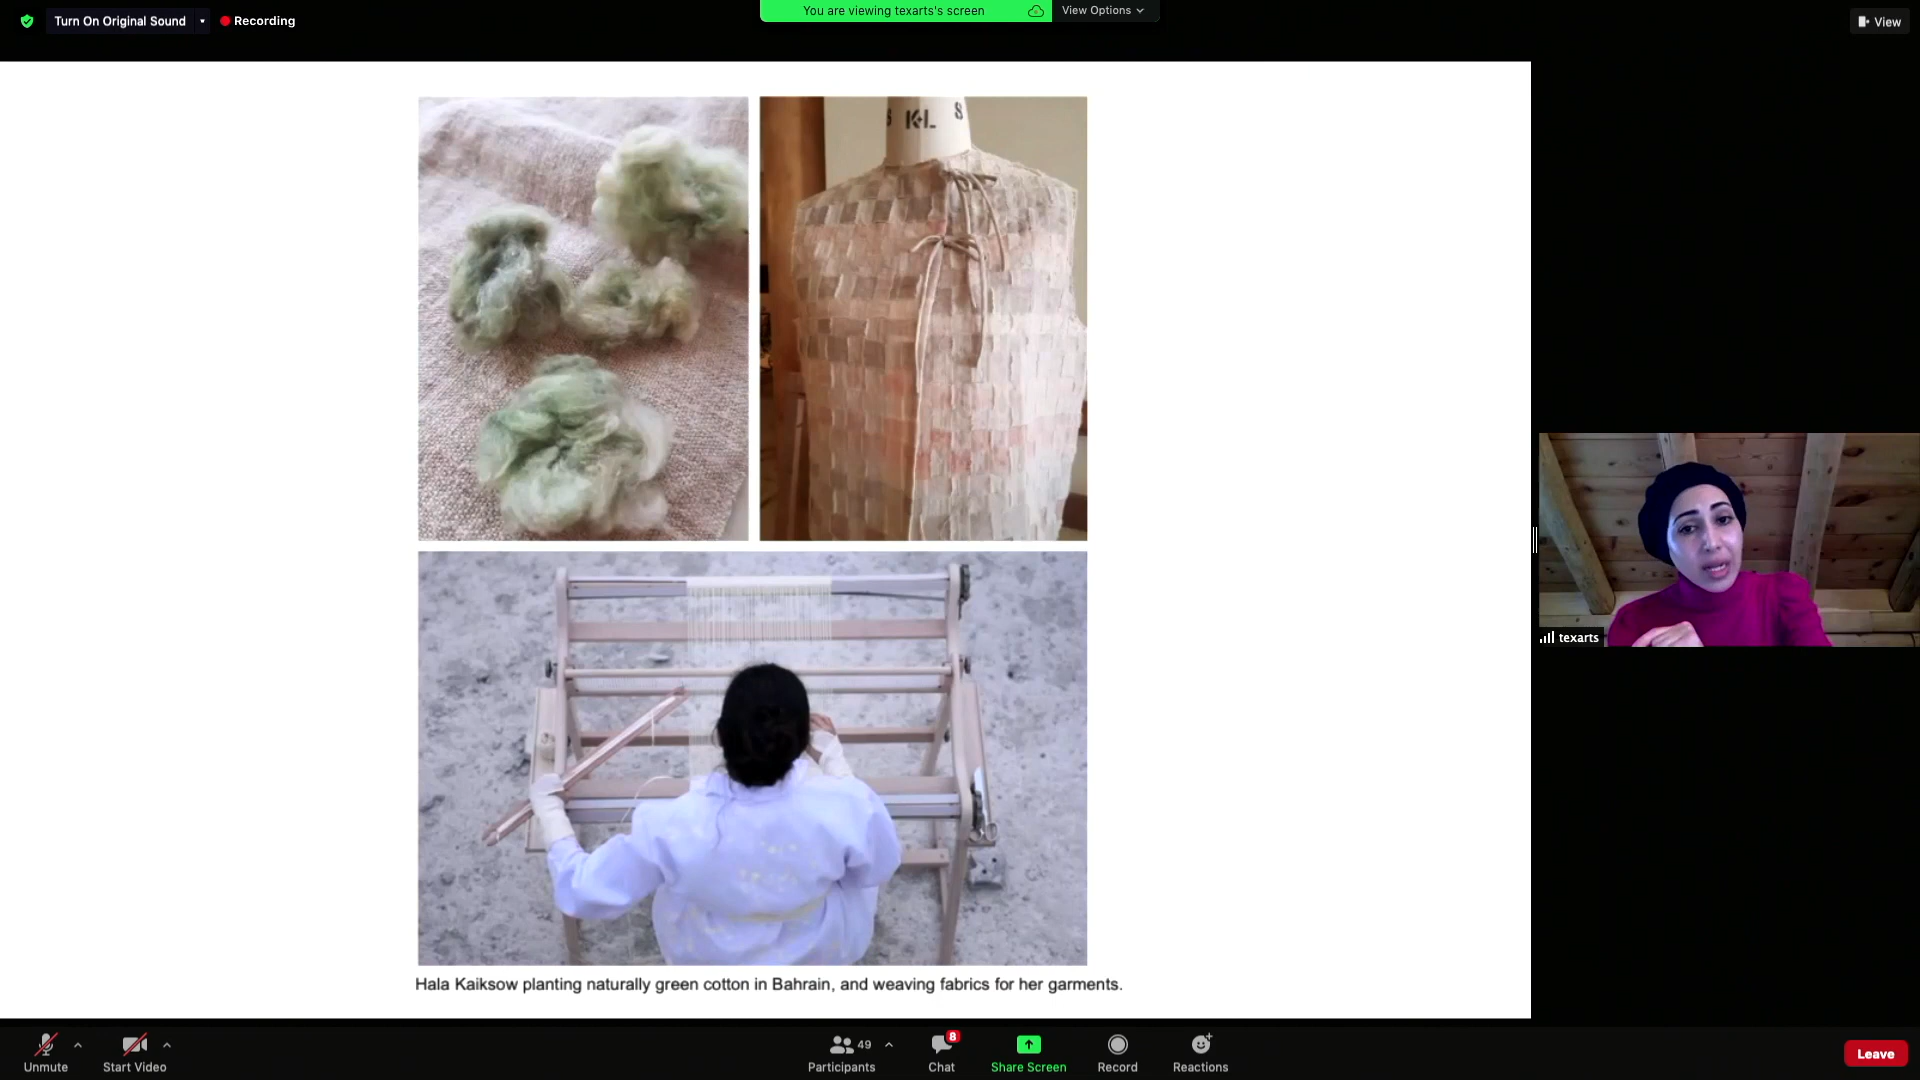 Turn On Original Sound
Recording
You are viewing texarts's screen
View Options
View
K&L
8
texarts
Hala Kaiksow planting naturally green cotton in Bahrain, and weaving fabrics for her garments.
Unmute
Start Video
49
Participants
8
Chat
Share Screen
Record
Reactions
Leave